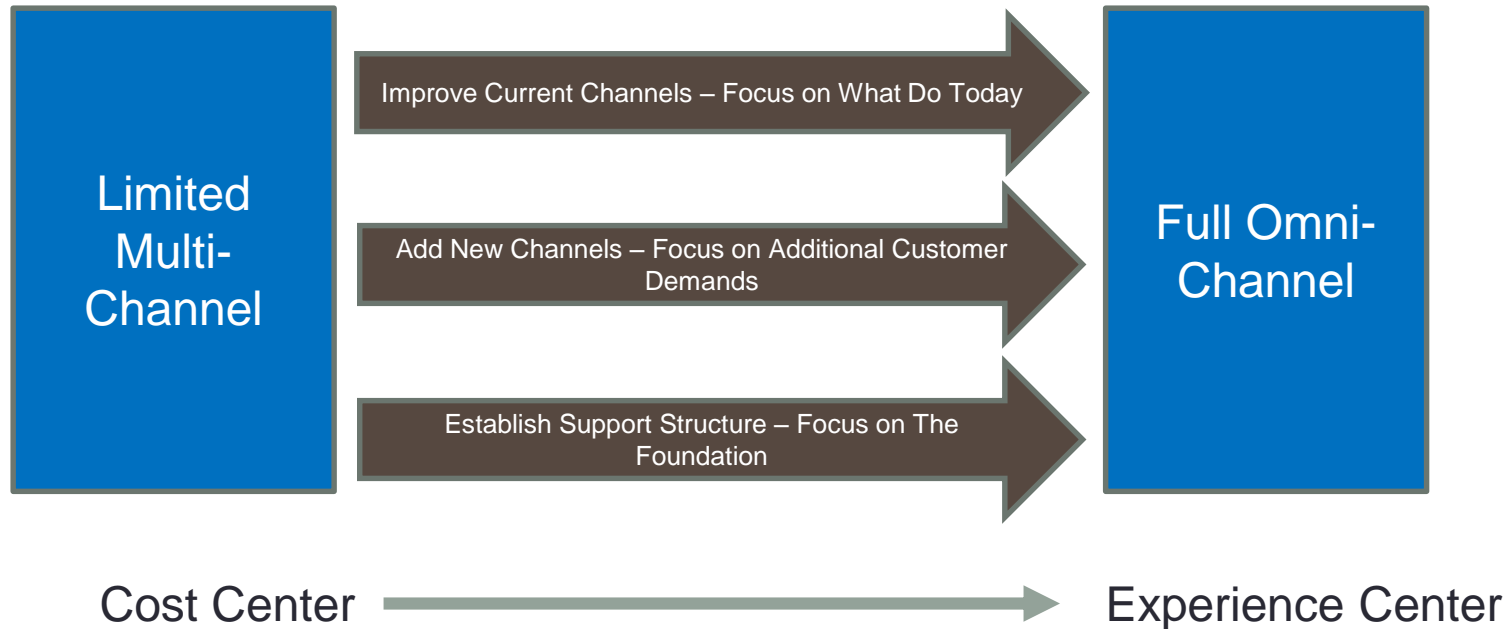 Limited
Multi-
Channel
Improve Current Channels – Focus on What Do Today
Add New Channels – Focus on Additional Customer
Demands
Establish Support Structure – Focus on The
Foundation
Full Omni-
Channel
Cost Center
Experience Center